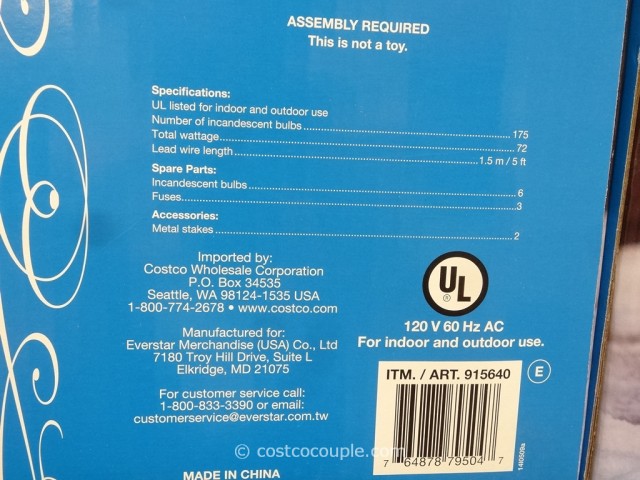 ASSEMBLY REQUIRED
This is not a toy.
Specifications:
UL listed for indoor and outdoor use
Number of incandescent bulbs...175
Total wattage...72
Lead wire length...1.5 m / 5 ft
Spare Parts:
Incandescent bulbs...6
Fuses...3
Accessories:
Metal stakes...2
Imported by:
Costco Wholesale Corporation
P.O. Box 34535
Seattle, WA 98124-1535 USA
1-800-774-2678 • www.costco.com
Manufactured for:
Everstar Merchandise (USA) Co., Ltd
7180 Troy Hill Drive, Suite L
Elkridge, MD 21075
For customer service call:
1-800-833-3390 or email:
customerservice@everstar.com.tw
MADE IN CHINA
UL
®
120 V 60 Hz AC
For indoor and outdoor use.
ITM. / ART. 915640
E
7 64878 79504 7
14I0509a
© costcocouple.com